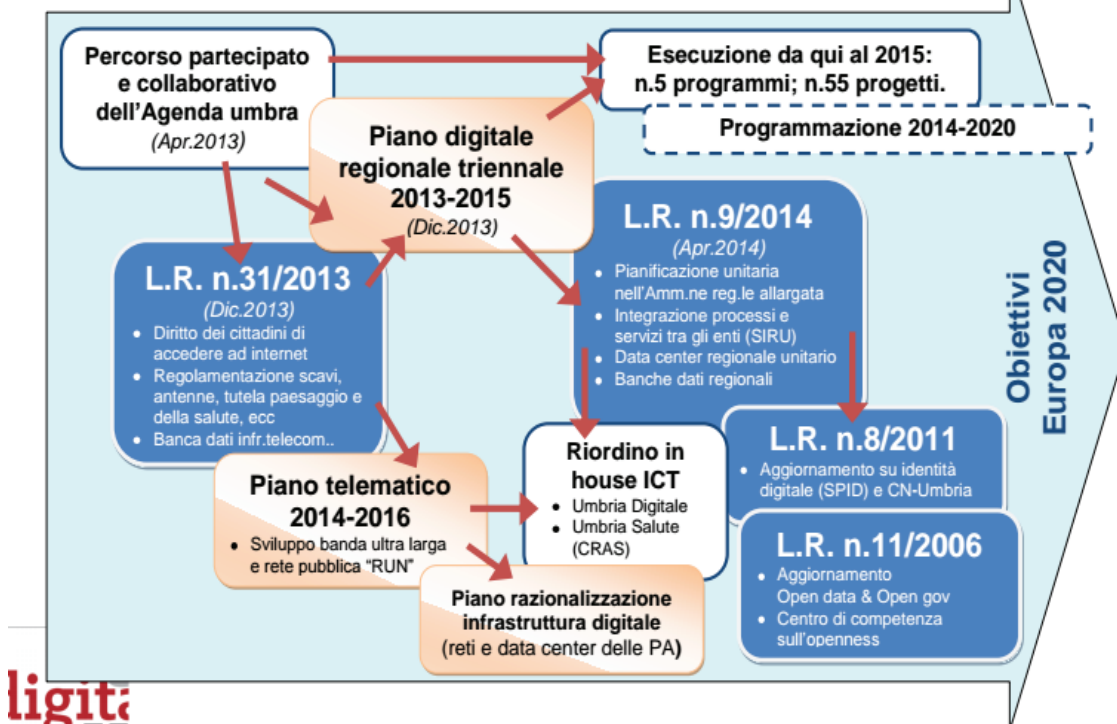 Percorso partecipato
e collaborativo
dell'Agenda umbra
(Apr.2013)
Esecuzione da qui al 2015:
n.5 programmi; n.55 progetti.
Programmazione 2014-2020
Piano digitale
regionale triennale
2013-2015
(Dic.2013)
L.R. n.31/2013
(Dic.2013)
• Diritto dei cittadini di
accedere ad internet
• Regolamentazione scavi,
antenne, tutela paesaggio e
della salute, ecc
• Banca dati infr.telecom..
L.R. n.9/2014
(Apr.2014)
• Pianificazione unitaria
nell'Amm.ne reg.le allargata
• Integrazione processi e
servizi tra gli enti (SIRU)
• Data center regionale unitario
• Banche dati regionali
Obiettivi
Europa 2020
Piano telematico
2014-2016
• Sviluppo banda ultra larga
e rete pubblica "RUN"
Riordino in
house ICT
• Umbria Digitale
• Umbria Salute
(CRAS)
L.R. n.8/2011
• Aggiornamento su identità
digitale (SPID) e CN-Umbria
L.R. n.11/2006
• Aggiornamento
Open data & Open gov
• Centro di competenza
sull'openness
Piano razionalizzazione
infrastruttura digitale
(reti e data center delle PA)